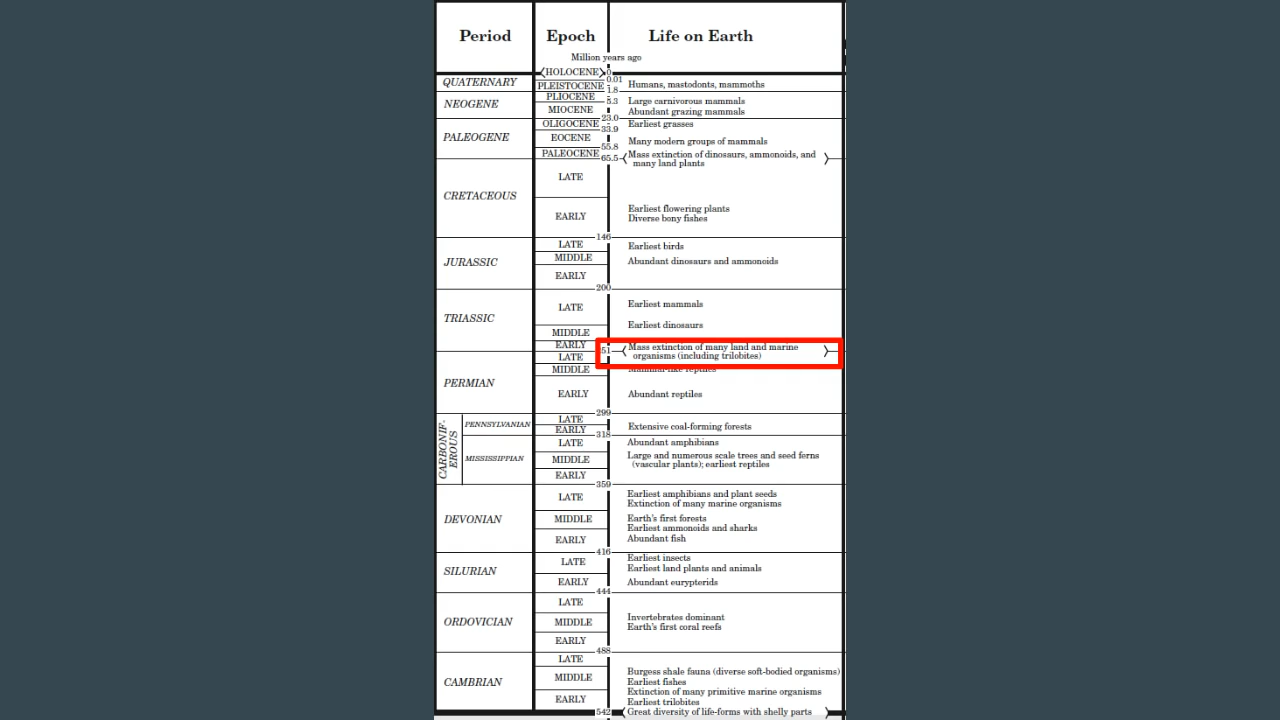 Period Epoch Life on Earth
Million years ago
HOLOCENE 0
0.01
QUATERNARY PLEISTOCENE Humans, mastodonts, mammoths
1.8
PLIOCENE
5.3 Large carnivorous mammals
NEOGENE
MIOCENE Abundant grazing mammals
23.0
OLIGOCENE Earliest grasses
33.9
PALEOGENE EOCENE Many modern groups of mammals
55.8
PALEOCENE Mass extinction of dinosaurs, ammonoids, and
65.5 many land plants
LATE
CRETACEOUS
EARLY Earliest flowering plants
Diverse bony fishes
146
LATE Earliest birds
MIDDLE Abundant dinosaurs and ammonoids
JURASSIC
EARLY
200
LATE Earliest mammals
TRIASSIC
Earliest dinosaurs
MIDDLE
EARLY Mass extinction of many land and marine
51
LATE organisms (including trilobites)
MIDDLE Mammal-like reptiles
PERMIAN
EARLY Abundant reptiles
299
CARBONIF-
EROUS
PENNSYLVANIAN LATE
EARLY Extensive coal-forming forests
318
LATE Abundant amphibians
MISSISSIPPIAN MIDDLE Large and numerous scale trees and seed ferns
(vascular plants); earliest reptiles
EARLY
359
LATE Earliest amphibians and plant seeds
Extinction of many marine organisms
DEVONIAN MIDDLE Earth's first forests
Earliest ammonoids and sharks
EARLY Abundant fish
416
LATE Earliest insects
Earliest land plants and animals
SILURIAN
EARLY Abundant eurypterids
444
LATE
ORDOVICIAN MIDDLE Invertebrates dominant
Earth's first coral reefs
EARLY
488
LATE
Burgess shale fauna (diverse soft-bodied organisms)
CAMBRIAN MIDDLE Earliest fishes
Extinction of many primitive marine organisms
EARLY Earliest trilobites
542 Great diversity of life-forms with shelly parts